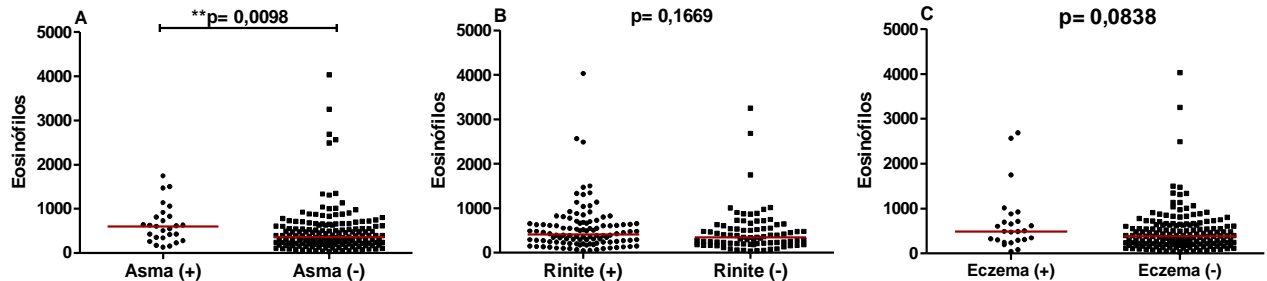 A
**p= 0,0098
Eosinófilos
5000
4000
3000
2000
1000
0
Asma (+)
Asma (-)
B
p= 0,1669
Eosinófilos
5000
4000
3000
2000
1000
0
Rinite (+)
Rinite (-)
C
p= 0,0838
Eosinófilos
5000
4000
3000
2000
1000
0
Eczema (+)
Eczema (-)